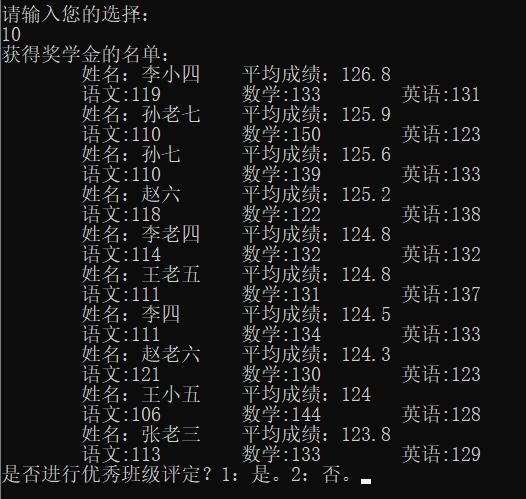 请输入您的选择：
10
获得奖学金的名单：
姓名：李小四 平均成绩：126.8
语文:119 数学:133 英语:131
姓名：孙老七 平均成绩：125.9
语文:110 数学:150 英语:123
姓名：孙七 平均成绩：125.6
语文:110 数学:139 英语:133
姓名：赵六 平均成绩：125.2
语文:118 数学:122 英语:138
姓名：李老四 平均成绩：124.8
语文:114 数学:132 英语:132
姓名：王老五 平均成绩：124.8
语文:111 数学:131 英语:137
姓名：李四 平均成绩：124.5
语文:111 数学:134 英语:133
姓名：赵老六 平均成绩：124.3
语文:121 数学:130 英语:123
姓名：王小五 平均成绩：124
语文:106 数学:144 英语:128
姓名：张老三 平均成绩：123.8
语文:113 数学:133 英语:129
是否进行优秀班级评定？1：是。2：否。